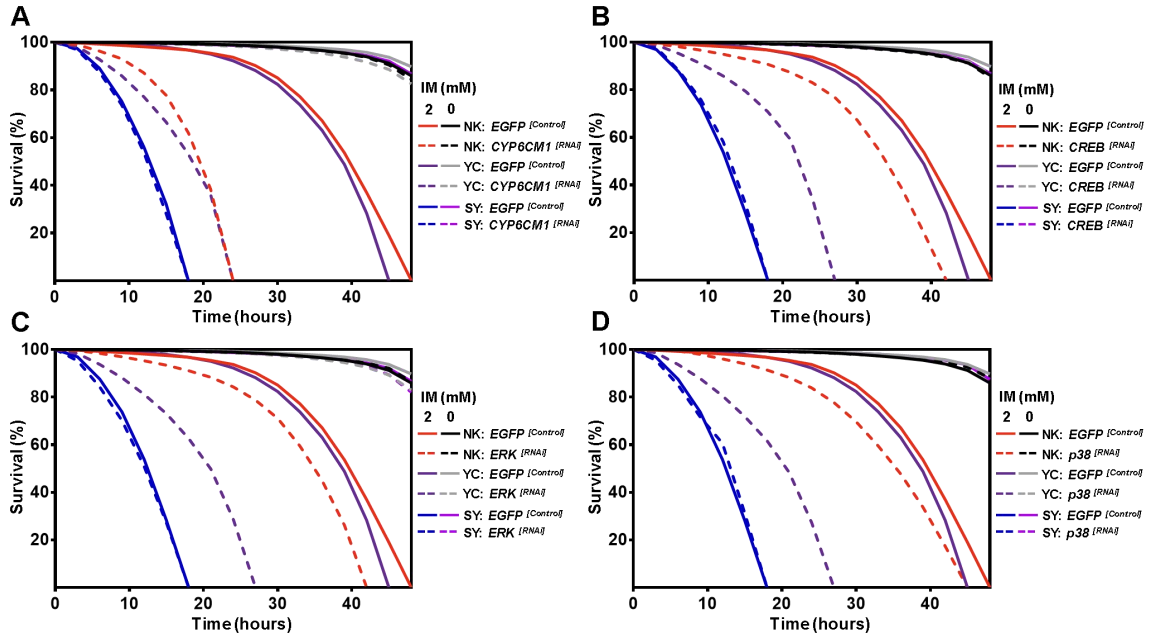 A
100
80
60
40
20
0 10 20 30 40
Survival (%)
Time (hours)
IM (mM)
2 0
NK: EGFP [Control]
NK: CYP6CM1 [RNAi]
YC: EGFP [Control]
YC: CYP6CM1 [RNAi]
SY: EGFP [Control]
SY: CYP6CM1 [RNAi]
B
100
80
60
40
20
0 10 20 30 40
Survival (%)
Time (hours)
IM (mM)
2 0
NK: EGFP [Control]
NK: CREB [RNAi]
YC: EGFP [Control]
YC: CREB [RNAi]
SY: EGFP [Control]
SY: CREB [RNAi]
C
100
80
60
40
20
0 10 20 30 40
Survival (%)
Time (hours)
IM (mM)
2 0
NK: EGFP [Control]
NK: ERK [RNAi]
YC: EGFP [Control]
YC: ERK [RNAi]
SY: EGFP [Control]
SY: ERK [RNAi]
D
100
80
60
40
20
0 10 20 30 40
Survival (%)
Time (hours)
IM (mM)
2 0
NK: EGFP [Control]
NK: p38 [RNAi]
YC: EGFP [Control]
YC: p38 [RNAi]
SY: EGFP [Control]
SY: p38 [RNAi]